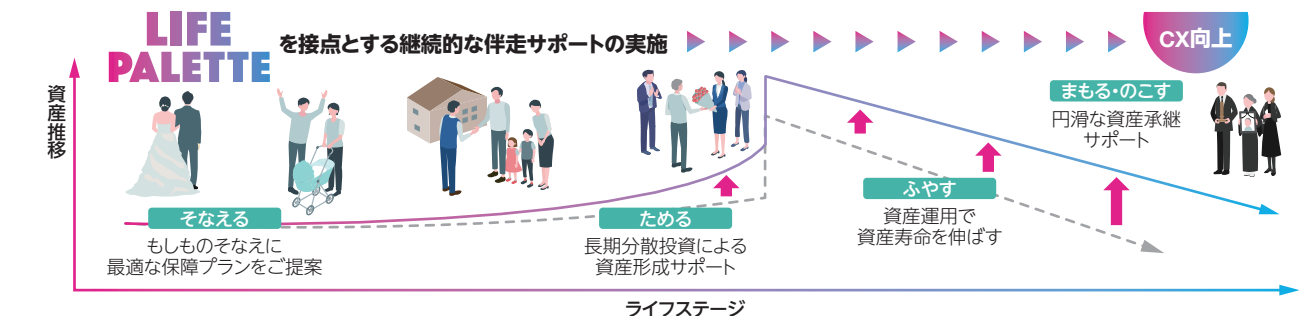 LIFE
PALETTE
を接点とする継続的な伴走サポートの実施
CX向上
資産推移
そなえる
もしものそなえに
最適な保障プランをご提案
ためる
長期分散投資による
資産形成サポート
ふやす
資産運用で
資産寿命を伸ばす
まもる・のこす
円滑な資産承継
サポート
ライフステージ